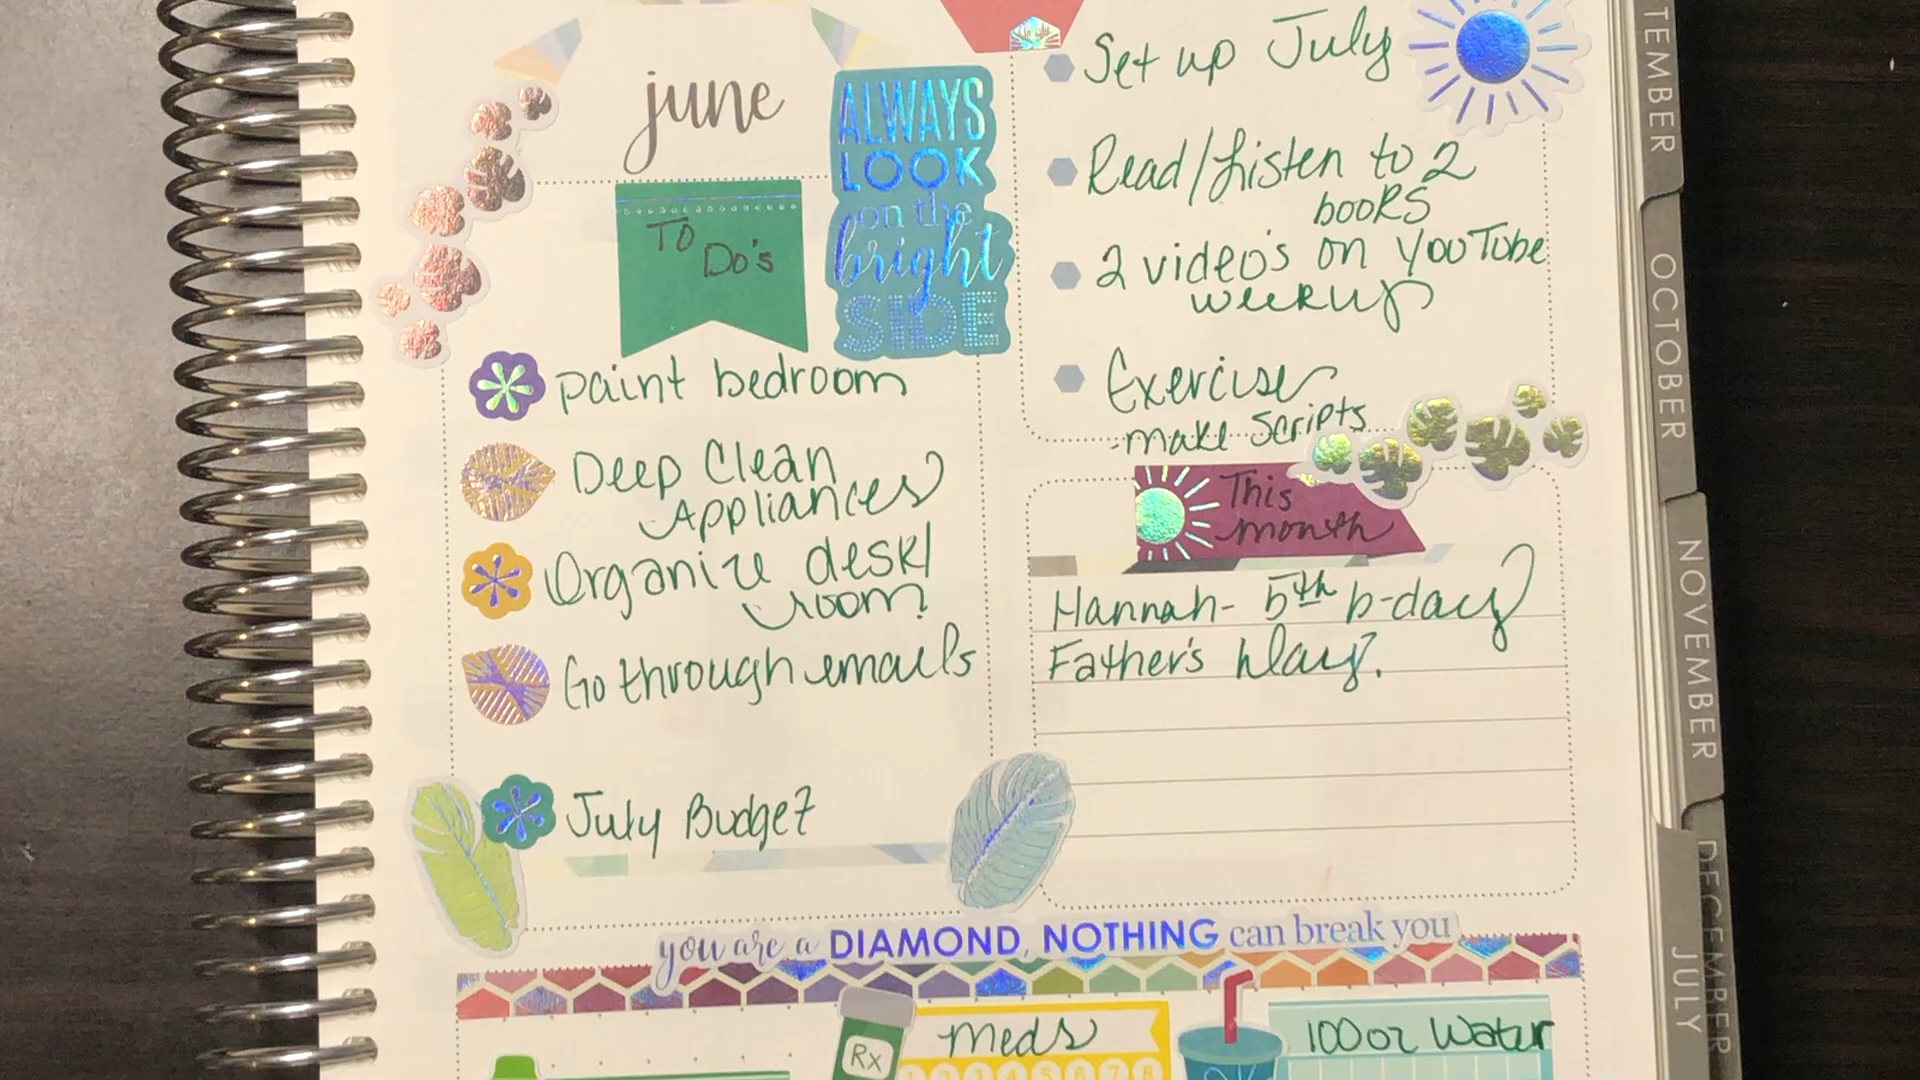 june
TO
Do's
ALWAYS
LOOK
on the
bright
SIDE
paint bedroom
Deep Clean
Appliances
Organize desk/
room
Go through emails
July Budget
Set up July
Read/Listen to 2
books
2 video's on YouTube
weekly
Exercise
-make scripts
This
month
Hannah- 5th b-day
Father's Day.
you are a DIAMOND, NOTHING can break you
Rx
Meds
100oz Water
TEMBER
OCTOBER
NOVEMBER
DECEMBER
JULY